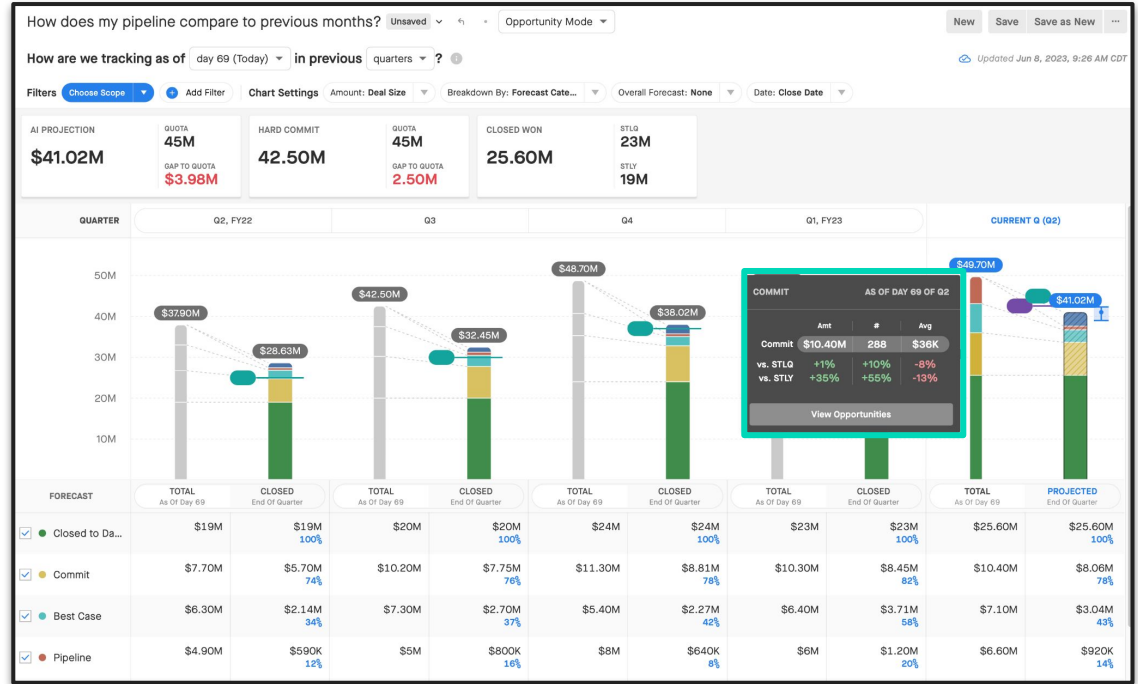 How does my pipeline compare to previous months? Unsaved Opportunity Mode New Save Save as New ...
How are we tracking as of day 69 (Today) in previous quarters ? Updated Jun 8, 2023, 9:26 AM CDT
Filters Choose Scope Add Filter Chart Settings Amount: Deal Size Breakdown By: Forecast Cate... Overall Forecast: None Date: Close Date
AI PROJECTION
$41.02M
QUOTA
45M
GAP TO QUOTA
$3.98M
HARD COMMIT
42.50M
QUOTA
45M
GAP TO QUOTA
2.50M
CLOSED WON
25.60M
STLQ
23M
STLY
19M
QUARTER Q2, FY22 Q3 Q4 Q1, FY23 CURRENT Q (Q2)
50M
40M
30M
20M
10M
$37.90M
$28.63M
$42.50M
$32.45M
$48.70M
$38.02M
$49.70M
$41.02M
COMMIT AS OF DAY 69 OF Q2
Amt # Avg
Commit $10.40M 288 $36K
vs. STLQ +1% +10% -8%
vs. STLY +35% +55% -13%
View Opportunities
FORECAST TOTAL CLOSED TOTAL CLOSED TOTAL CLOSED TOTAL CLOSED TOTAL PROJECTED
As Of Day 69 End Of Quarter As Of Day 69 End Of Quarter As Of Day 69 End Of Quarter As Of Day 69 End Of Quarter As Of Day 69 End Of Quarter
Closed to Da... $19M $19M $20M $20M $24M $24M $23M $23M $25.60M $25.60M
100% 100% 100% 100% 100%
Commit $7.70M $5.70M $10.20M $7.75M $11.30M $8.81M $10.30M $8.45M $10.40M $8.06M
74% 76% 78% 82% 78%
Best Case $6.30M $2.14M $7.30M $2.70M $5.40M $2.27M $6.40M $3.71M $7.10M $3.04M
34% 37% 42% 58% 43%
Pipeline $4.90M $590K $5M $800K $8M $640K $6M $1.20M $6.60M $920K
12% 16% 8% 20% 14%